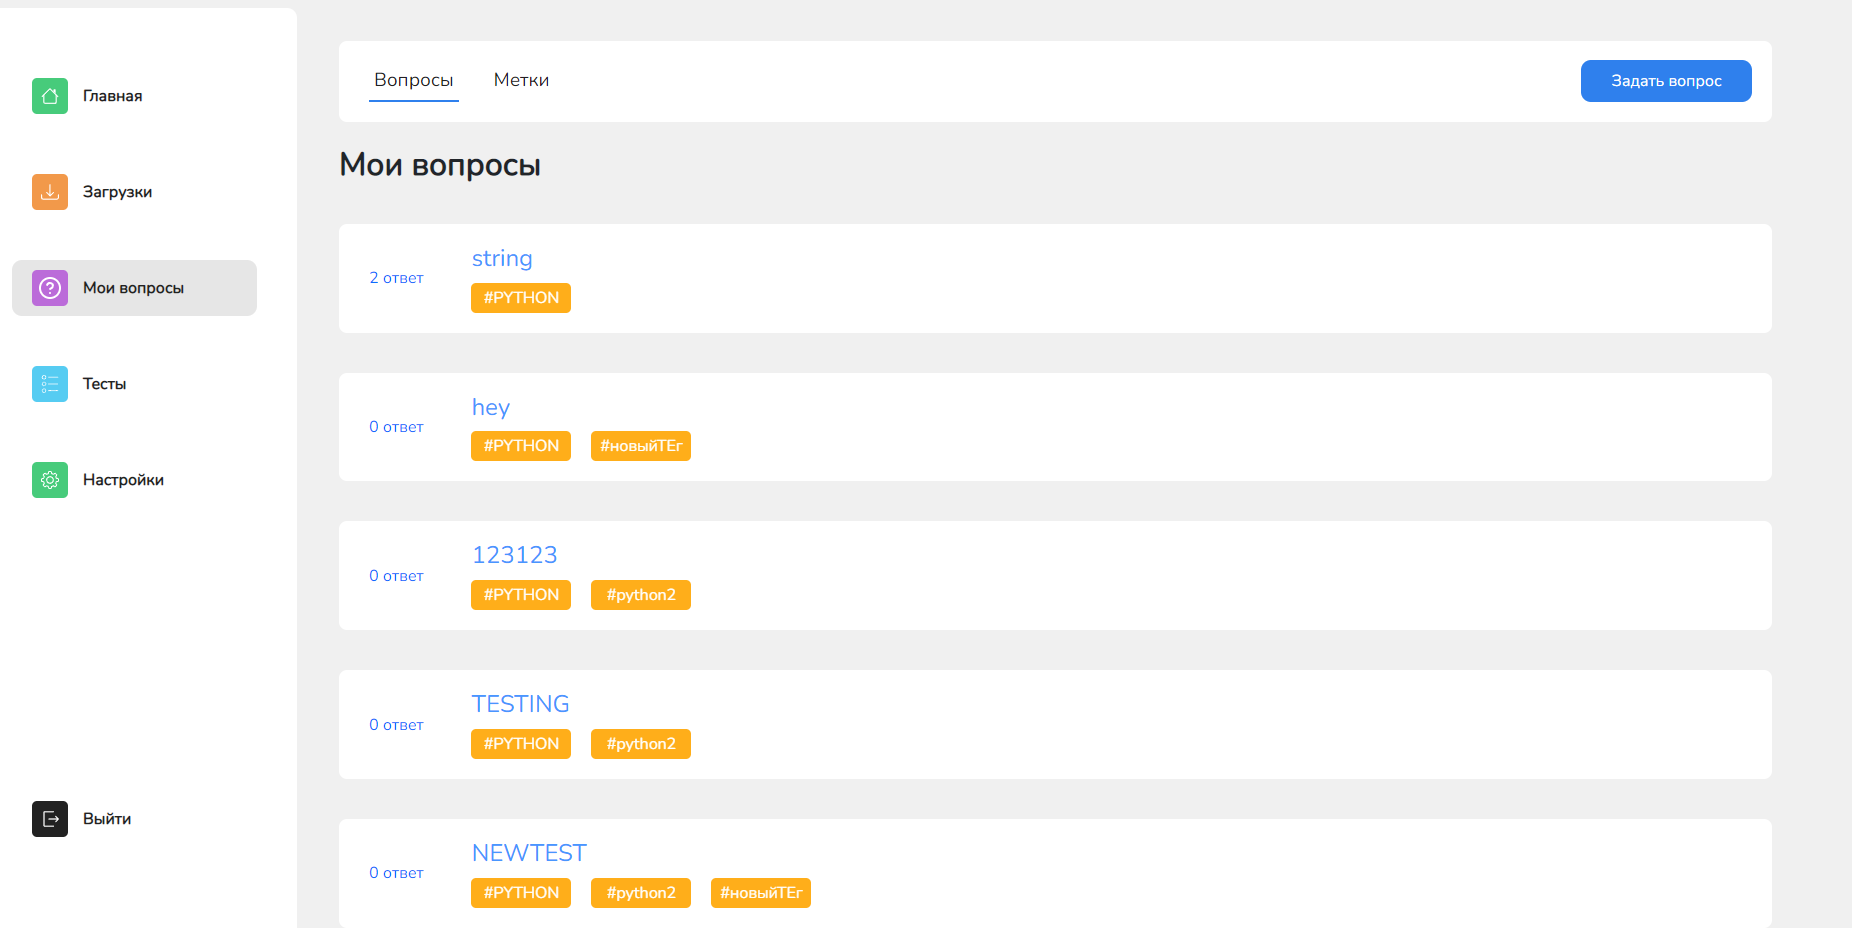 Главная
Загрузки
Мои вопросы
Тесты
Настройки
Выйти
Вопросы Метки Задать вопрос
Мои вопросы
2 ответ
string
#PYTHON
0 ответ
hey
#PYTHON #новыйТЕг
0 ответ
123123
#PYTHON #python2
0 ответ
TESTING
#PYTHON #python2
0 ответ
NEWTEST
#PYTHON #python2 #новыйТЕг